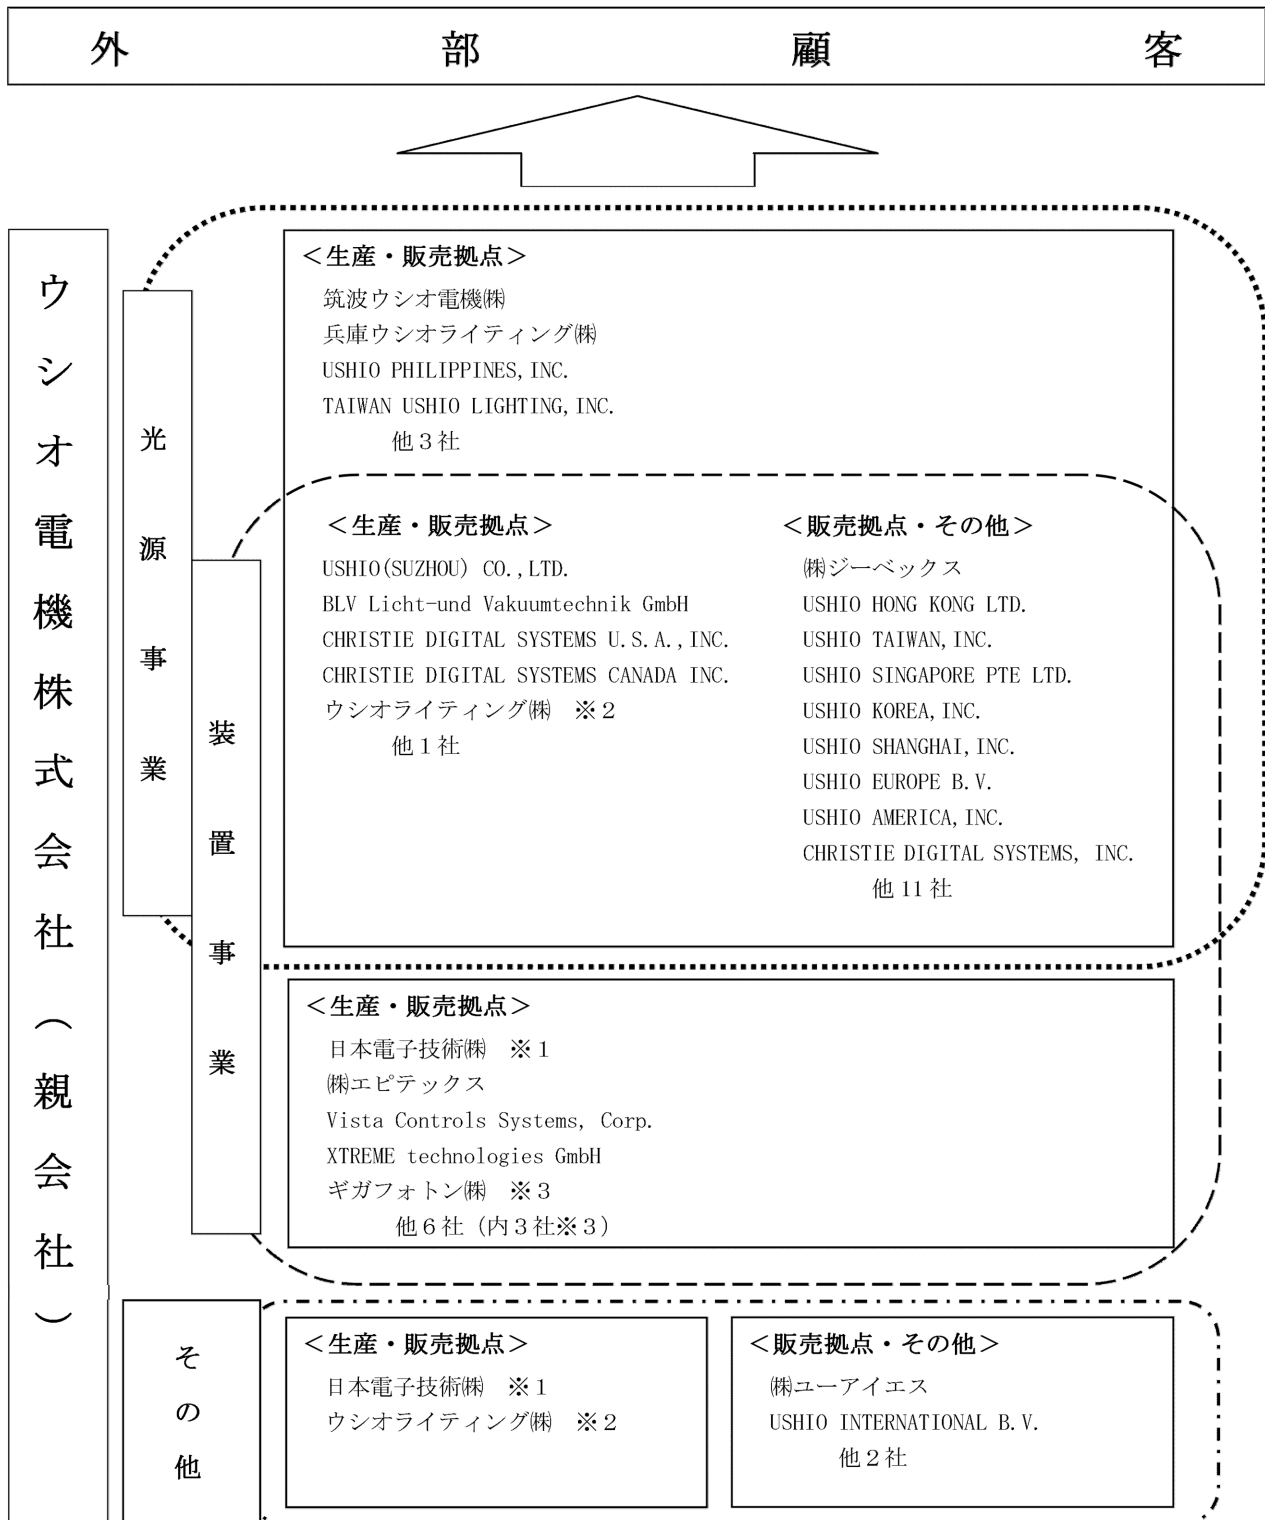 外部顧客
ウシオ電機株式会社（親会社）
光源事業
装置事業
その他
＜生産・販売拠点＞
筑波ウシオ電機㈱
兵庫ウシオライティング㈱
USHIO PHILIPPINES,INC.
TAIWAN USHIO LIGHTING,INC.
他３社
＜生産・販売拠点＞
USHIO(SUZHOU) CO.,LTD.
BLV Licht-und Vakuumtechnik GmbH
CHRISTIE DIGITAL SYSTEMS U.S.A.,INC.
CHRISTIE DIGITAL SYSTEMS CANADA INC.
ウシオライティング㈱　※２
他１社
＜販売拠点・その他＞
㈱ジーベックス
USHIO HONG KONG LTD.
USHIO TAIWAN,INC.
USHIO SINGAPORE PTE LTD.
USHIO KOREA,INC.
USHIO SHANGHAI,INC.
USHIO EUROPE B.V.
USHIO AMERICA,INC.
CHRISTIE DIGITAL SYSTEMS, INC.
他 11 社
＜生産・販売拠点＞
日本電子技術㈱　※１
㈱エピテックス
Vista Controls Systems, Corp.
XTREME technologies GmbH
ギガフォトン㈱　※３
他６社（内３社※３）
＜生産・販売拠点＞
日本電子技術㈱　※１
ウシオライティング㈱　※２
＜販売拠点・その他＞
㈱ユーアイエス
USHIO INTERNATIONAL B.V.
他２社